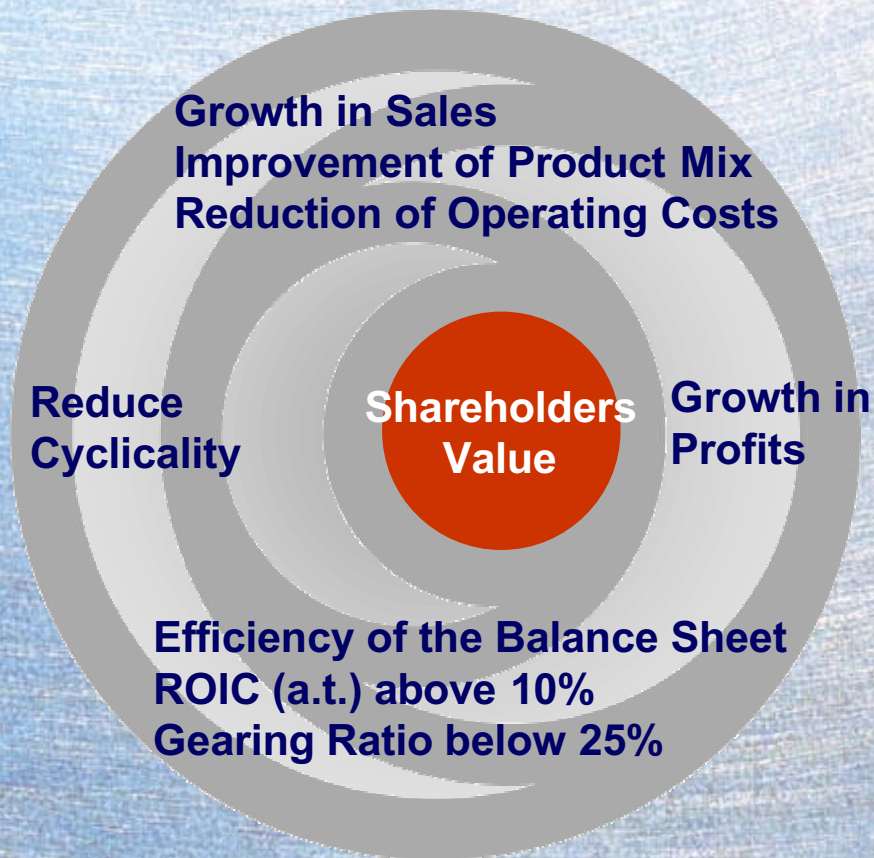 Growth in Sales
Improvement of Product Mix
Reduction of Operating Costs
Reduce
Cyclicality
Shareholders
Value
Growth in
Profits
Efficiency of the Balance Sheet
ROIC (a.t.) above 10%
Gearing Ratio below 25%